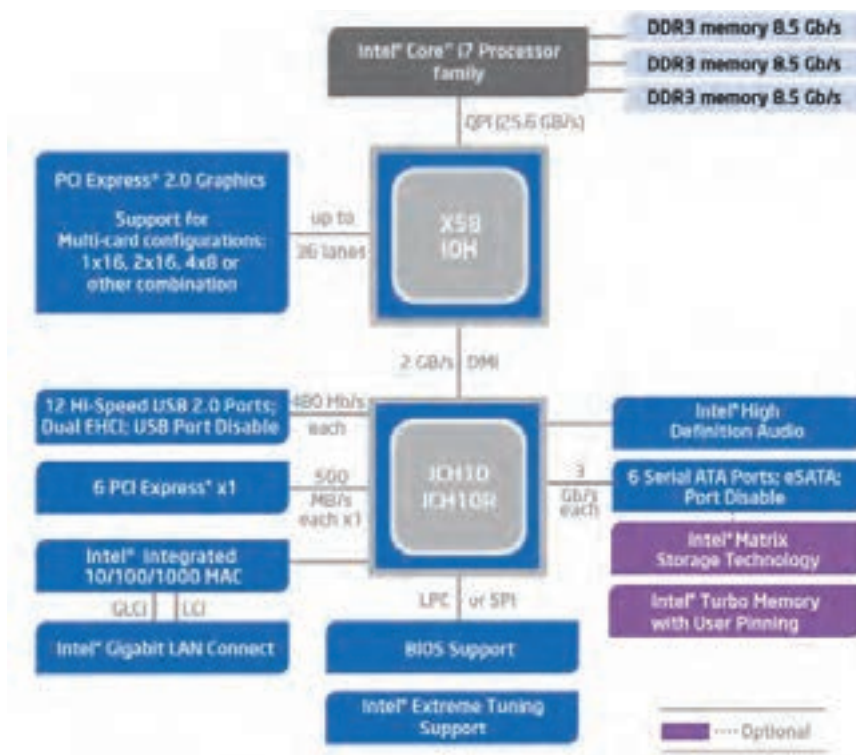 Intel® Core™ i7 Processor
family
DDR3 memory 8.5 Gb/s
DDR3 memory 8.5 Gb/s
DDR3 memory 8.5 Gb/s
QPI (25.6 GB/s)
PCI Express* 2.0 Graphics
Support for
Multi-card configurations:
1x16, 2x16, 4x8 or
other combination
up to
36 lanes
X58
IOH
2 GB/s DMI
12 Hi-Speed USB 2.0 Ports;
Dual EHCI; USB Port Disable
480 Mb/s
each
6 PCI Express* x1
500
MB/s
each x1
Intel® Integrated
10/100/1000 MAC
GLCI LCI
Intel® Gigabit LAN Connect
ICH10
ICH10R
Intel® High
Definition Audio
3
Gb/s
each
6 Serial ATA Ports; eSATA;
Port Disable
Intel® Matrix
Storage Technology
Intel® Turbo Memory
with User Pinning
LPC or SPI
BIOS Support
Intel® Extreme Tuning
Support
Optional